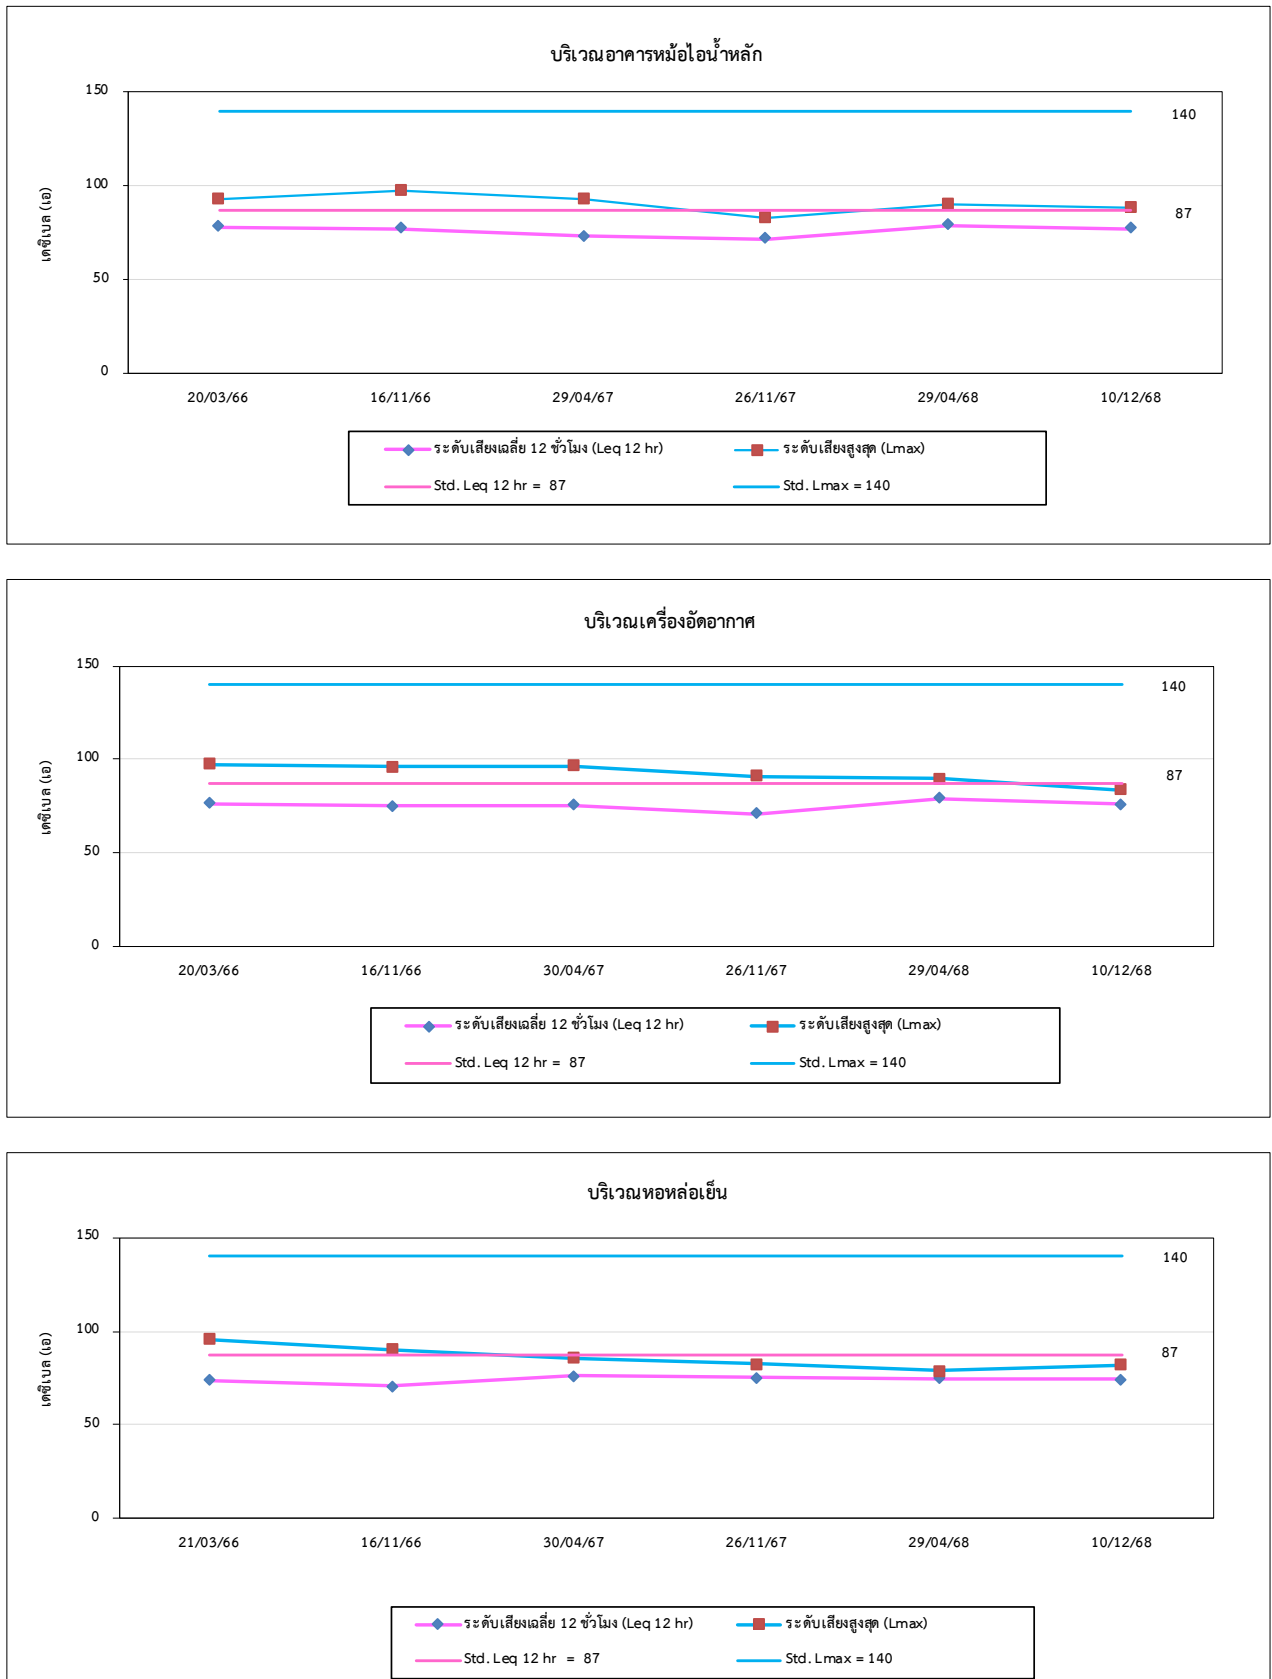 บริเวณอาคารหม้อไอน้ำหลัก
150
140
100
87
50
0
เดซิเบล (เอ)
20/03/66 16/11/66 29/04/67 26/11/67 29/04/68 10/12/68
ระดับเสียงเฉลี่ย 12 ชั่วโมง (Leq 12 hr) ระดับเสียงสูงสุด (Lmax)
Std. Leq 12 hr = 87 Std. Lmax = 140
บริเวณเครื่องอัดอากาศ
150
140
100
87
50
0
เดซิเบล (เอ)
20/03/66 16/11/66 30/04/67 26/11/67 29/04/68 10/12/68
ระดับเสียงเฉลี่ย 12 ชั่วโมง (Leq 12 hr) ระดับเสียงสูงสุด (Lmax)
Std. Leq 12 hr = 87 Std. Lmax = 140
บริเวณหอหล่อเย็น
150
140
100
87
50
0
เดซิเบล (เอ)
21/03/66 16/11/66 30/04/67 26/11/67 29/04/68 10/12/68
ระดับเสียงเฉลี่ย 12 ชั่วโมง (Leq 12 hr) ระดับเสียงสูงสุด (Lmax)
Std. Leq 12 hr = 87 Std. Lmax = 140